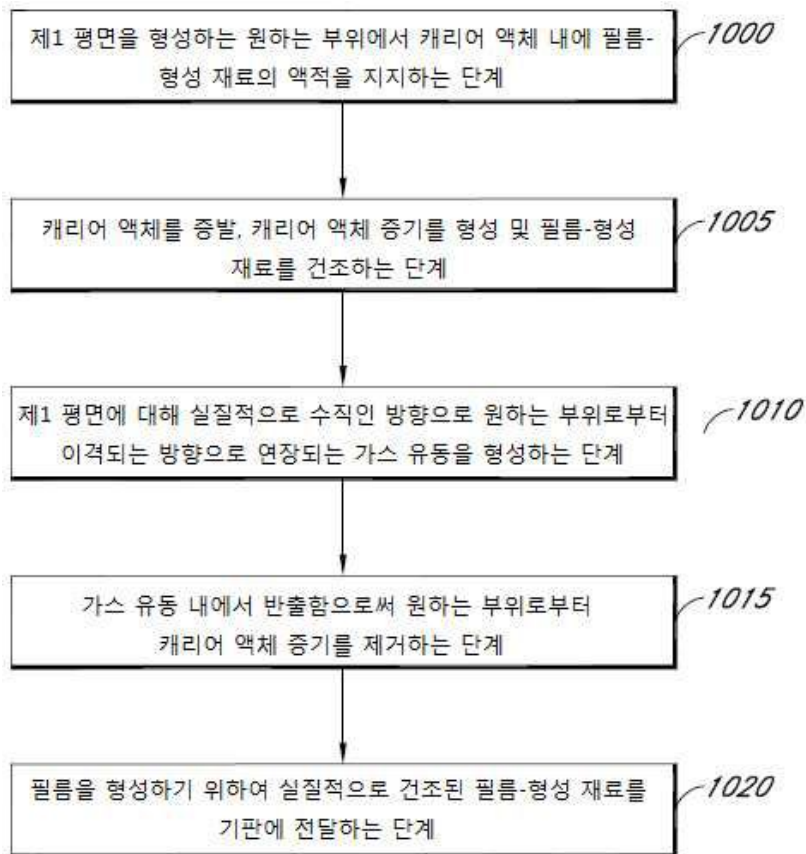 제1 평면을 형성하는 원하는 부위에서 캐리어 액체 내에 필름-
형성 재료의 액적을 지지하는 단계
1000
캐리어 액체를 증발, 캐리어 액체 증기를 형성 및 필름-형성
재료를 건조하는 단계
1005
제1 평면에 대해 실질적으로 수직인 방향으로 원하는 부위로부터
이격되는 방향으로 연장되는 가스 유동을 형성하는 단계
1010
가스 유동 내에서 반출함으로써 원하는 부위로부터
캐리어 액체 증기를 제거하는 단계
1015
필름을 형성하기 위하여 실질적으로 건조된 필름-형성 재료를
기판에 전달하는 단계
1020